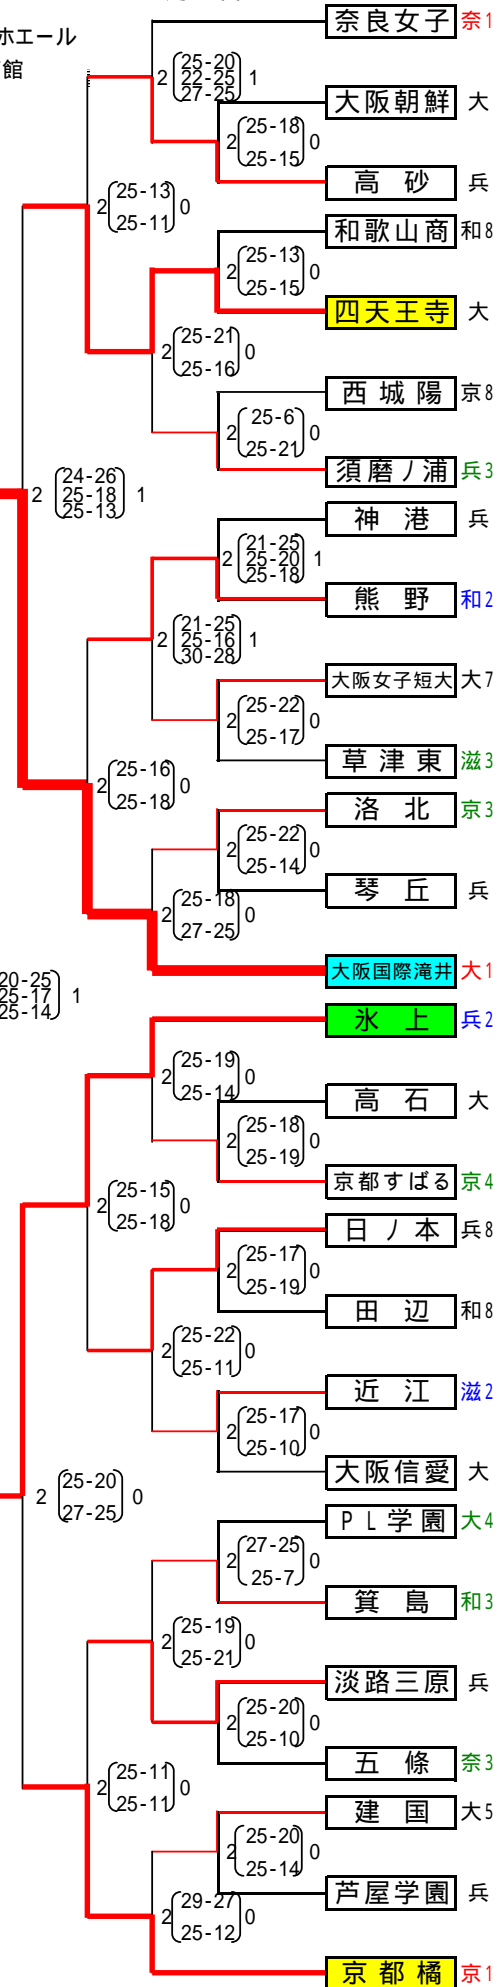 奈良女子 奈1
ホエール
館
2 25-20 1
22-25
27-25
大阪朝鮮 大
2 25-18 0
25-15
高砂 兵
2 25-13 0
25-11
和歌山商 和8
2 25-13 0
25-15
四天王寺 大
2 25-21 0
25-16
西城陽 京8
2 25-6 0
25-21
須磨ノ浦 兵3
2 24-26 1
25-18
25-13
神港 兵
2 21-25 1
25-20
25-18
熊野 和2
2 21-25 1
25-16
30-28
大阪女子短大 大7
2 25-22 0
25-17
草津東 滋3
2 25-16 0
25-18
洛北 京3
2 25-22 0
25-14
琴丘 兵
2 25-18 0
27-25
大阪国際滝井 大1
20-25 1
25-17
25-14
氷上 兵2
2 25-19 0
25-14
高石 大
2 25-18 0
25-19
京都すばる 京4
2 25-15 0
25-18
日ノ本 兵8
2 25-17 0
25-19
田辺 和8
2 25-22 0
25-11
近江 滋2
2 25-17 0
25-10
大阪信愛 大
2 25-20 0
27-25
PL学園 大4
2 27-25 0
25-7
箕島 和3
2 25-19 0
25-21
淡路三原 兵
2 25-20 0
25-10
五條 奈3
2 25-11 0
25-11
建国 大5
2 25-20 0
25-14
芦屋学園 兵
2 29-27 0
25-12
京都橘 京1